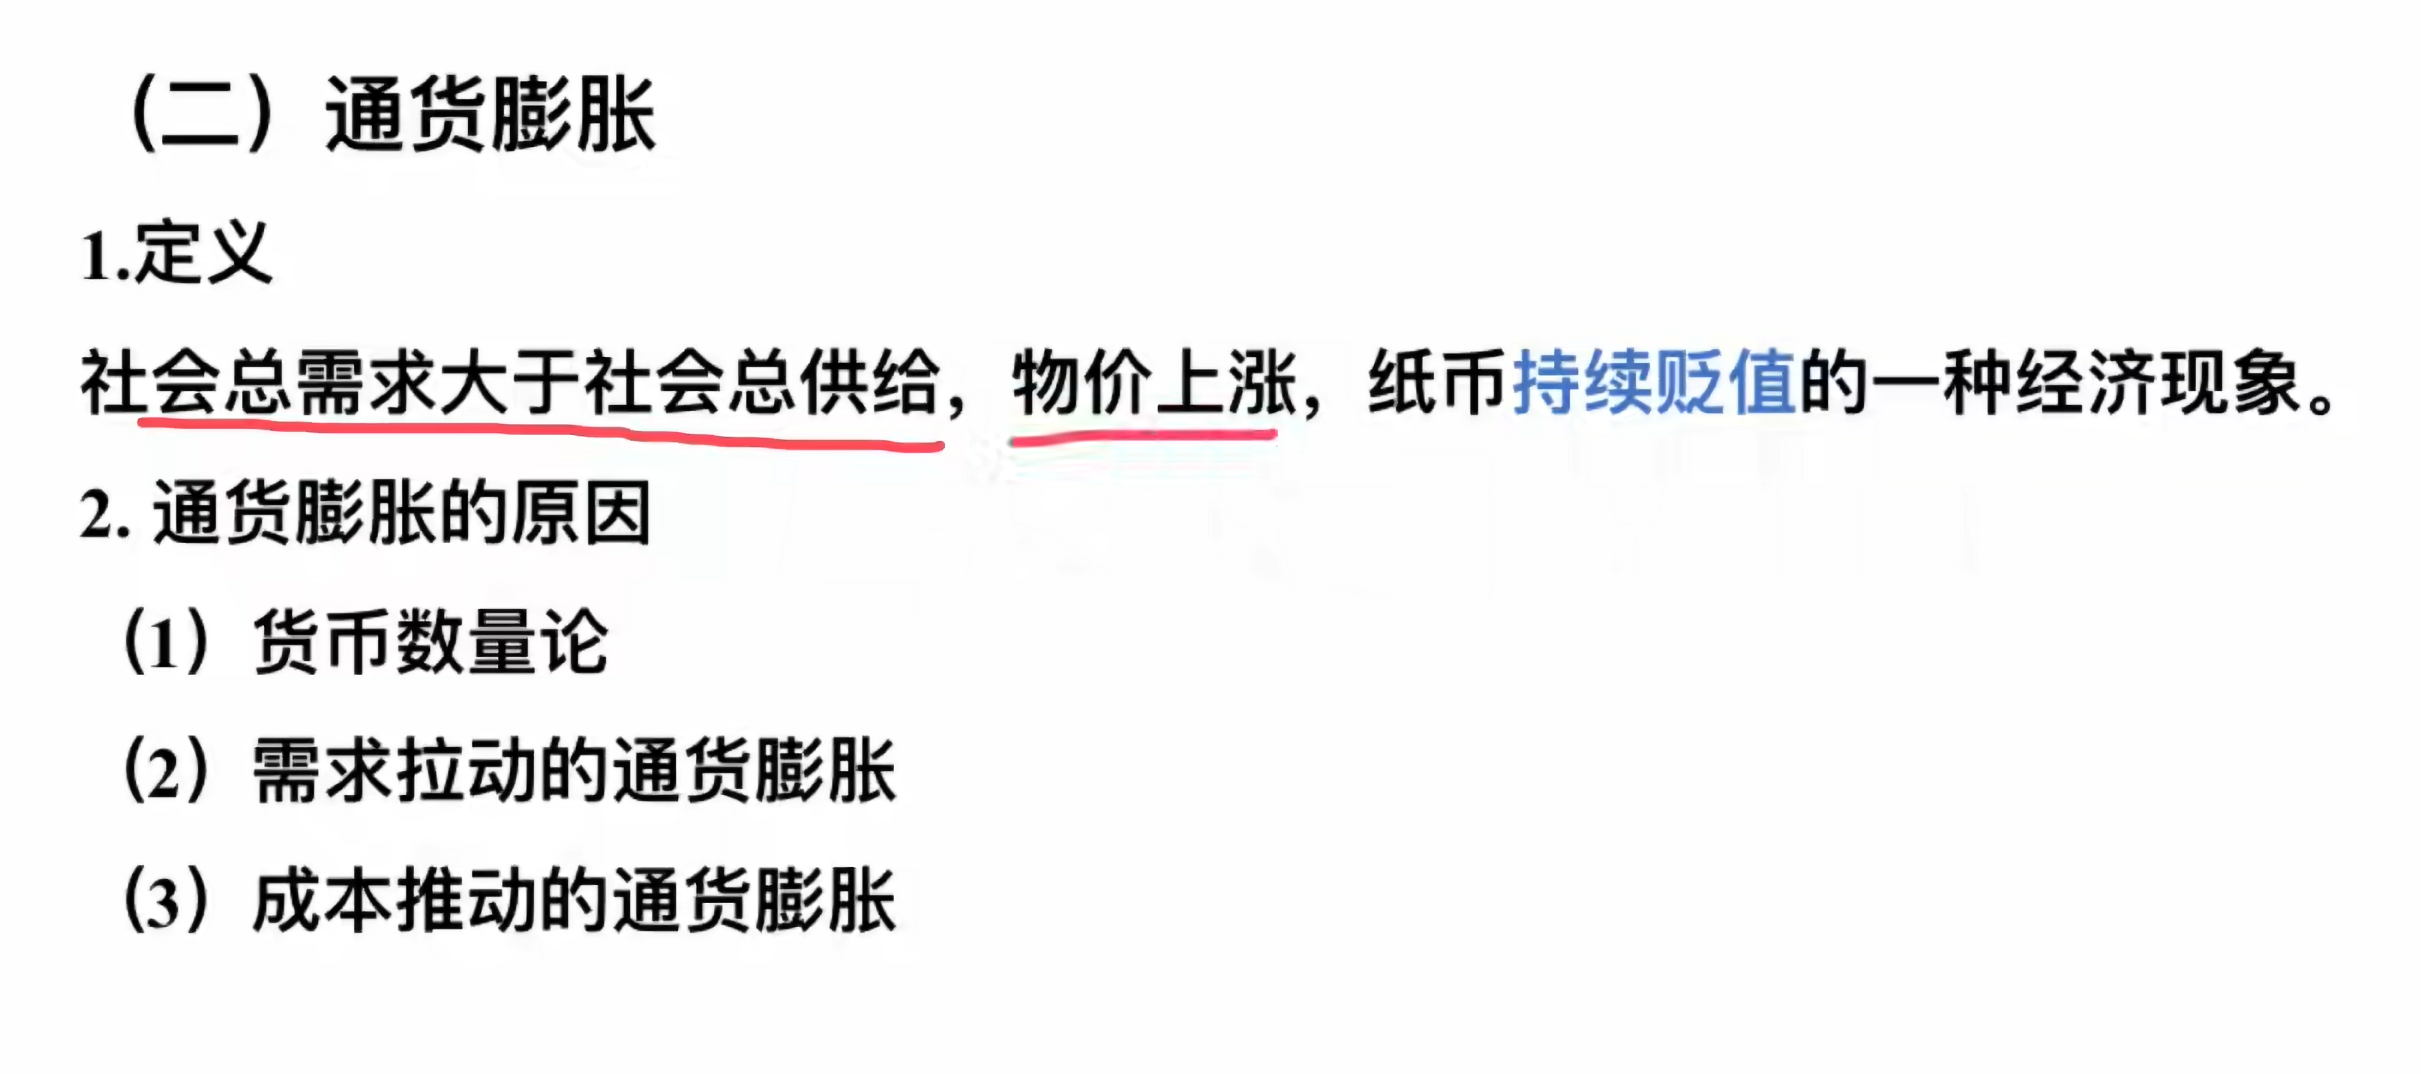 （二）通货膨胀
1.定义
社会总需求大于社会总供给，物价上涨，纸币持续贬值的一种经济现象。
2. 通货膨胀的原因
（1）货币数量论
（2）需求拉动的通货膨胀
（3）成本推动的通货膨胀